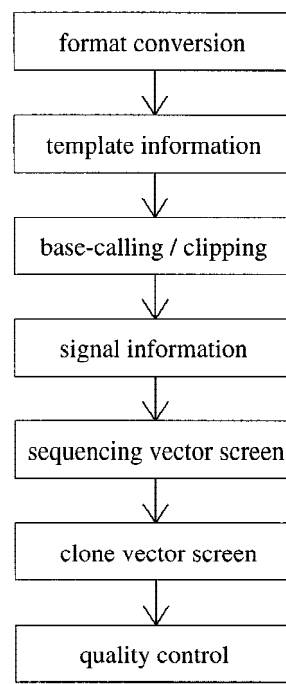 format conversion
template information
base-calling / clipping
signal information
sequencing vector screen
clone vector screen
quality control